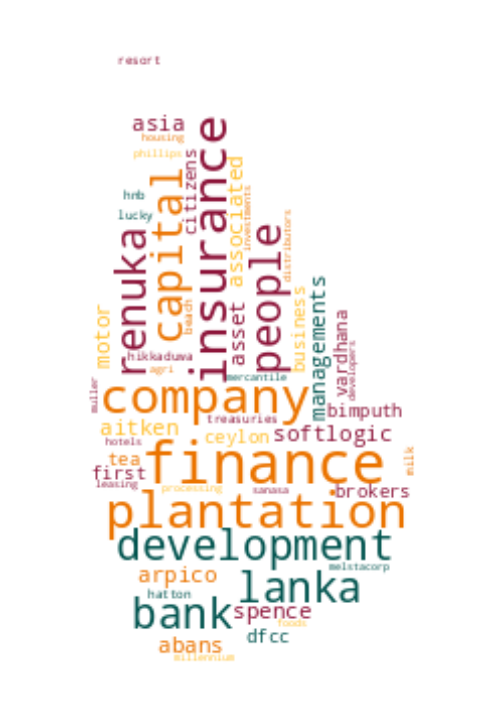 resort
asia
housing
phillips
insurance
capital
citizens
associated
investments
hnb
lucky
renuka
people
distributors
beach
asset
business
managements
motor
vardhana
developers
hikkaduwa
agri
mercantile
muller
company
bimputh
treasuries
aitken
ceylon
softlogic
hotels
finance
tea
first
milk
leasing
processing
sanasa
brokers
plantation
development
melstacorp
arpico
lanka
hatton
bank
spence
foods
dfcc
abans
millennium